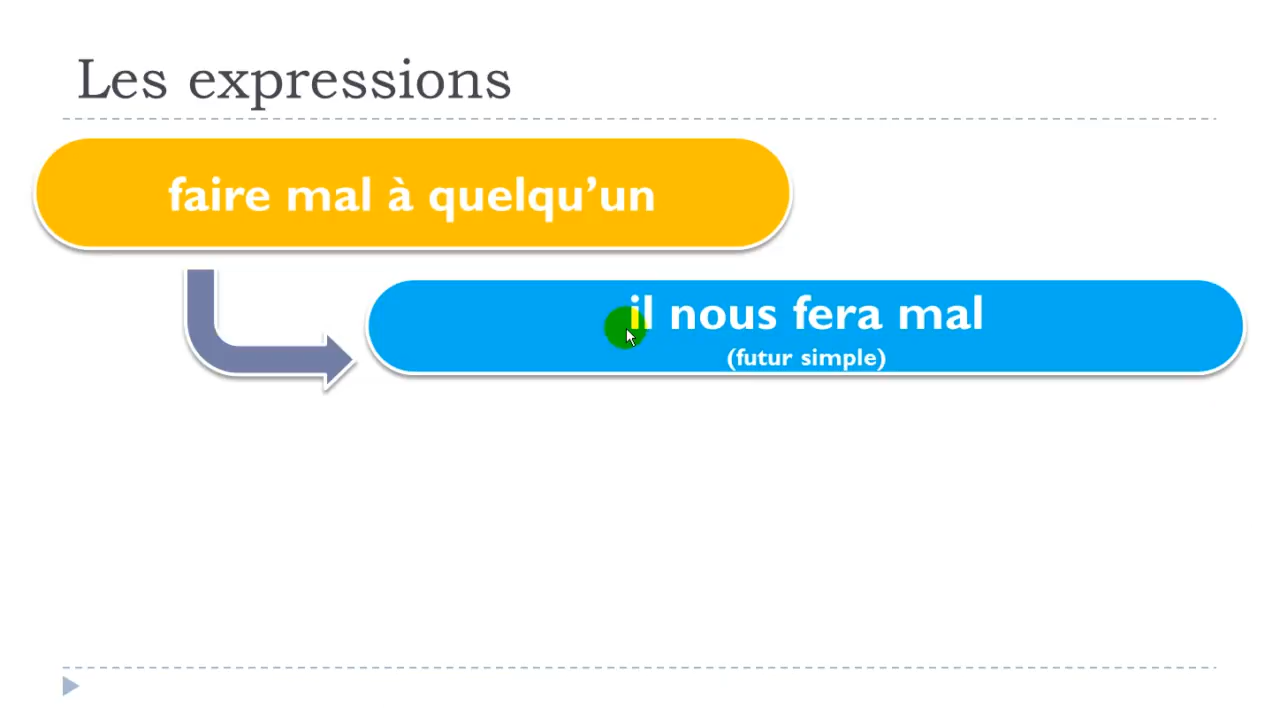 Les expressions
faire mal à quelqu’un
il nous fera mal
(futur simple)